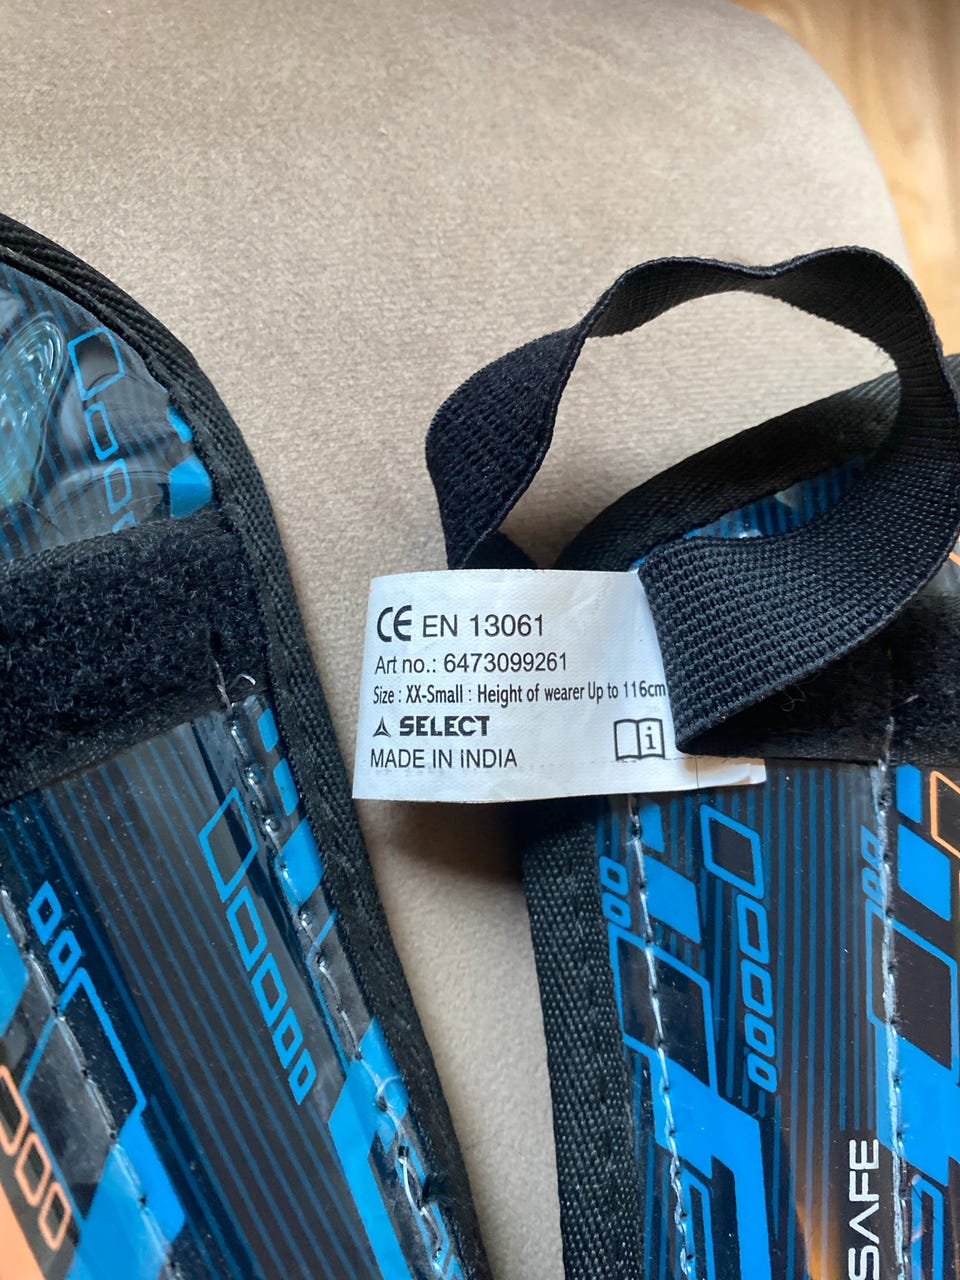 CE EN 13061
Art no.: 6473099261
Size : XX-Small : Height of wearer Up to 116cm
SELECT
MADE IN INDIA
SAFE